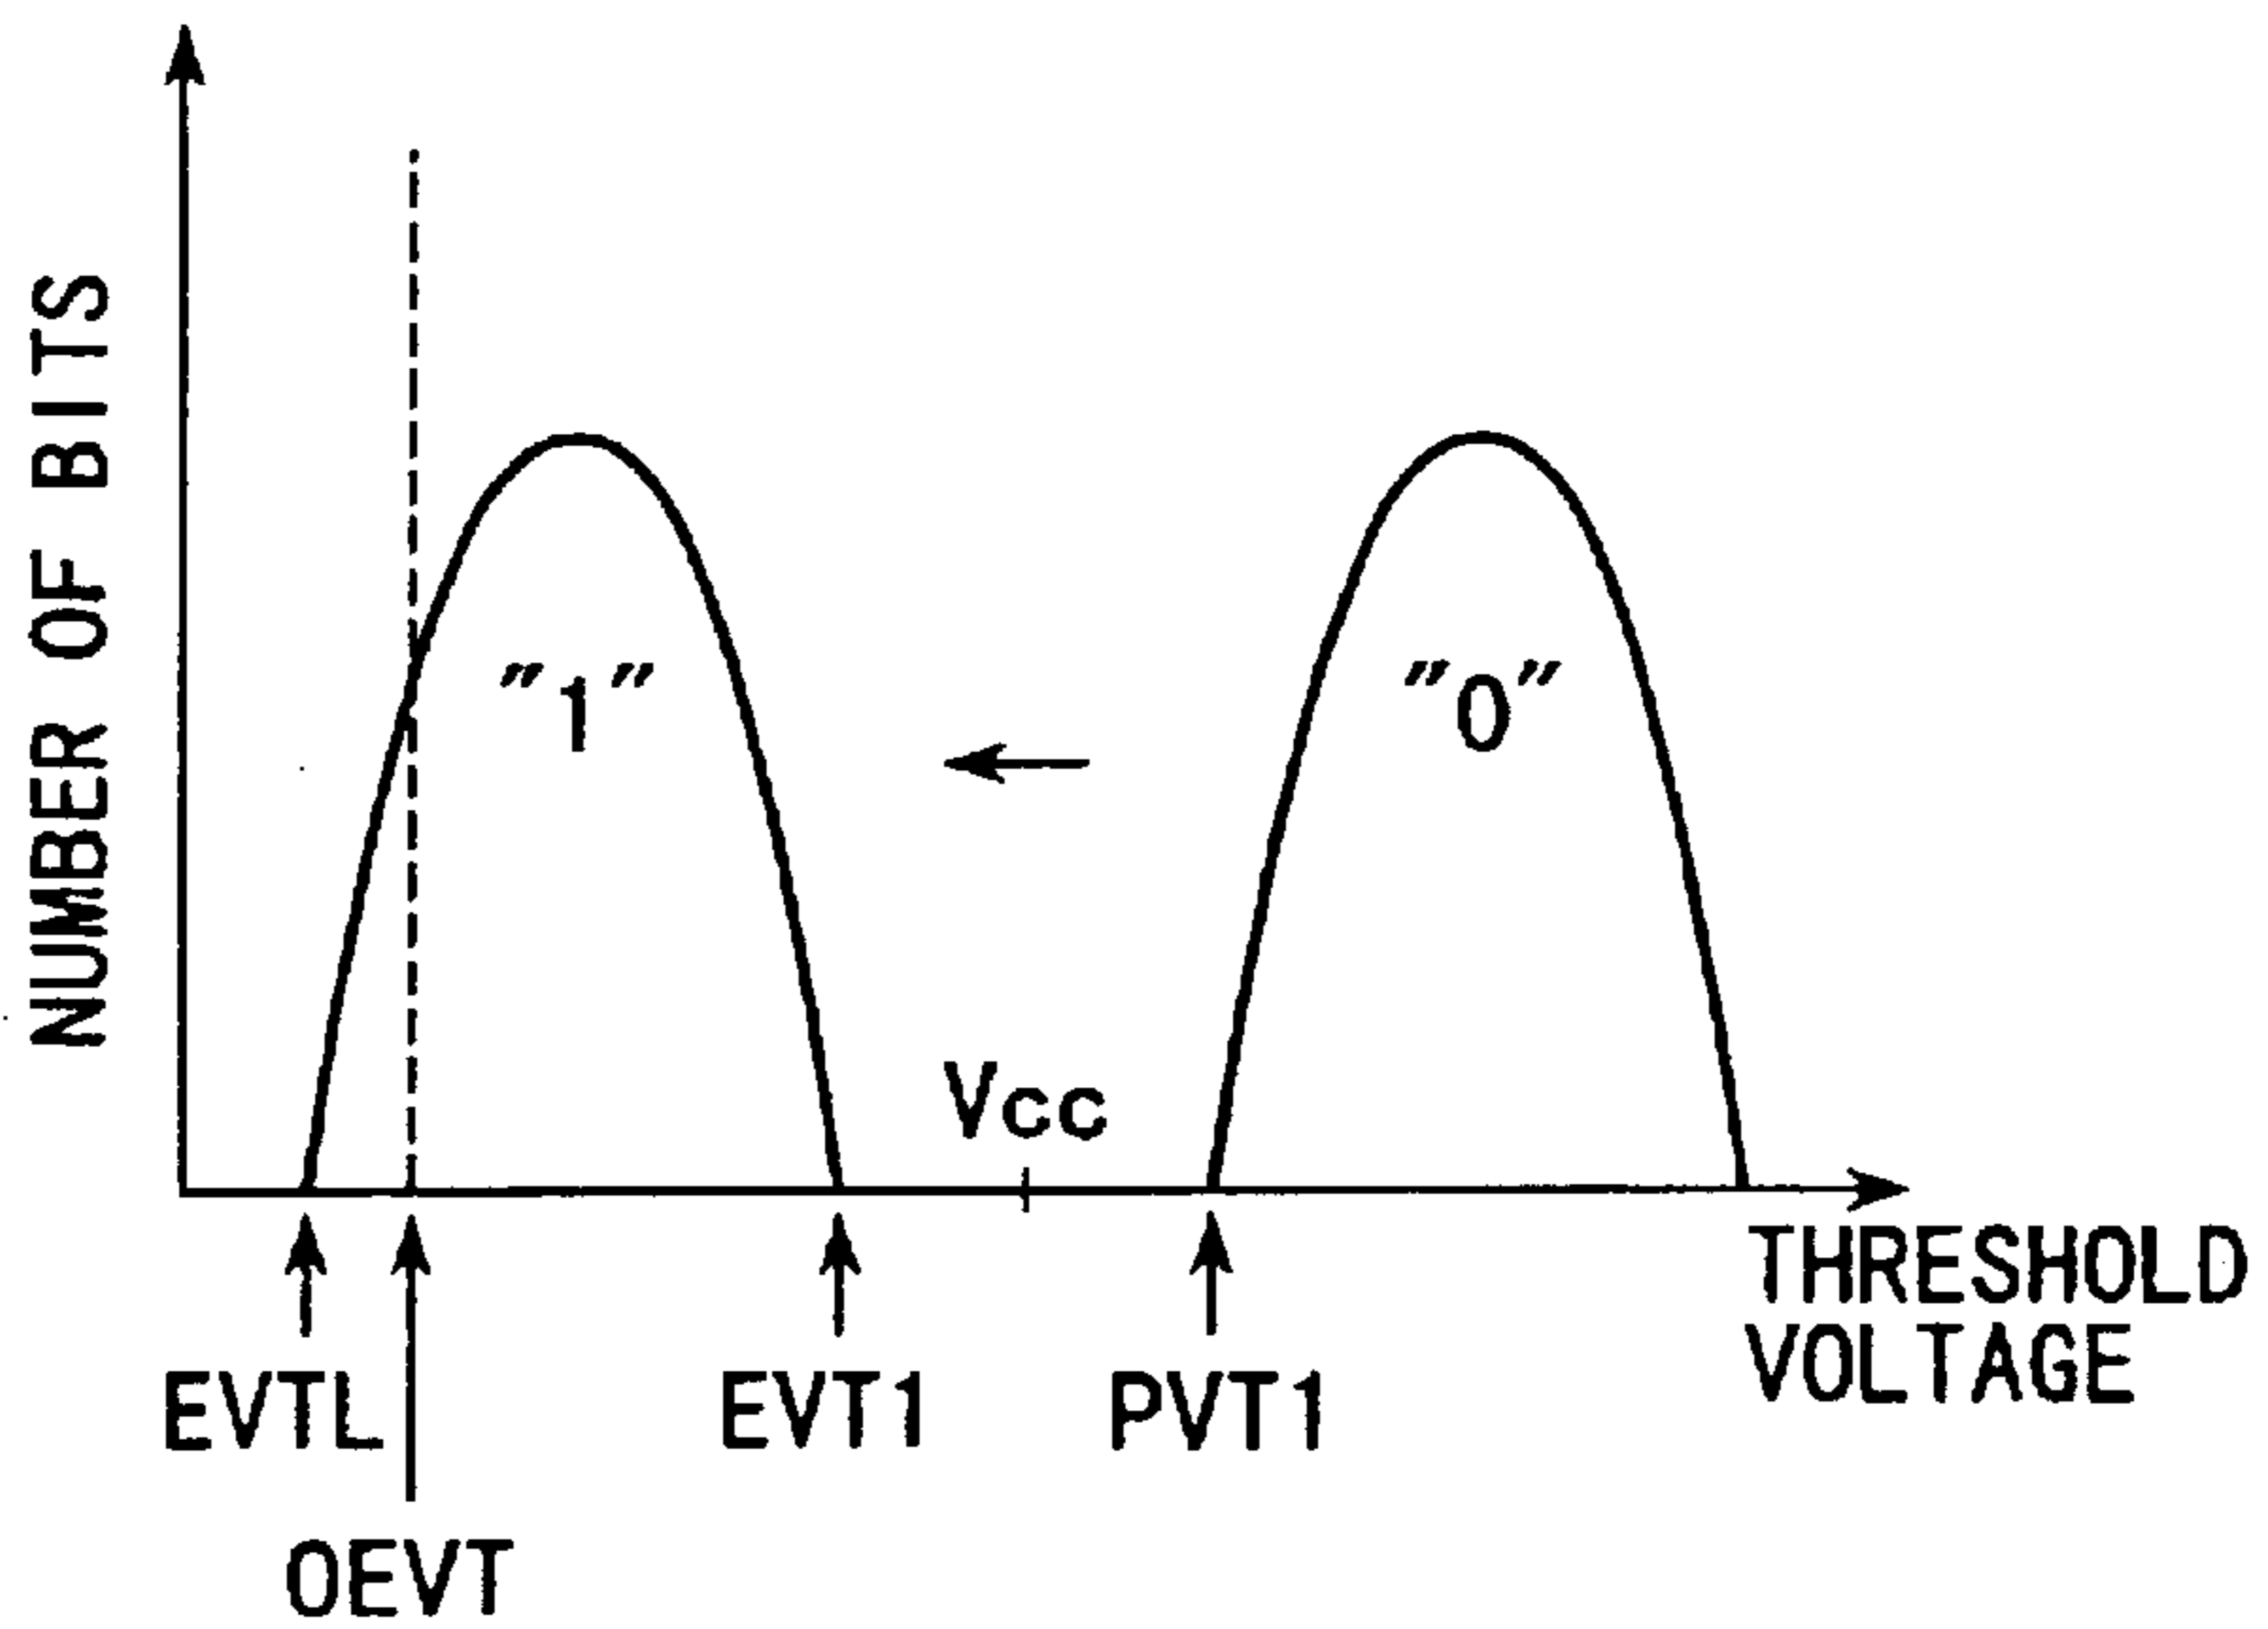 NUMBER OF BITS
"1"
"0"
Vcc
THRESHOLD
VOLTAGE
EVTL
EVT1
PVT1
OEVT